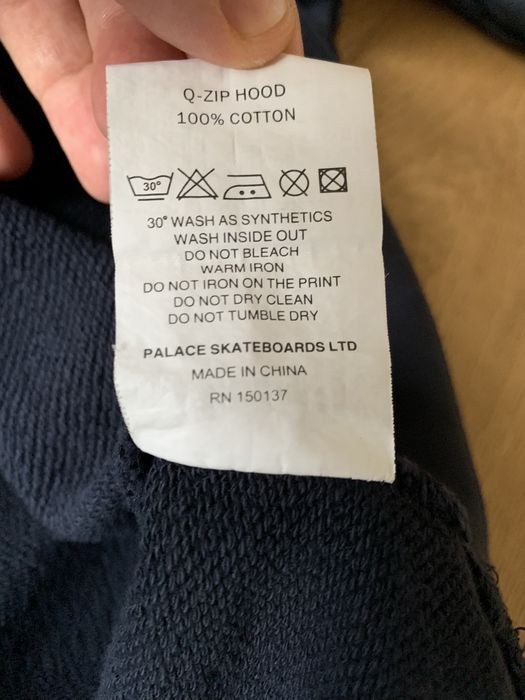 Q-ZIP HOOD
100% COTTON
30°
30° WASH AS SYNTHETICS
WASH INSIDE OUT
DO NOT BLEACH
WARM IRON
DO NOT IRON ON THE PRINT
DO NOT DRY CLEAN
DO NOT TUMBLE DRY
PALACE SKATEBOARDS LTD
MADE IN CHINA
RN 150137